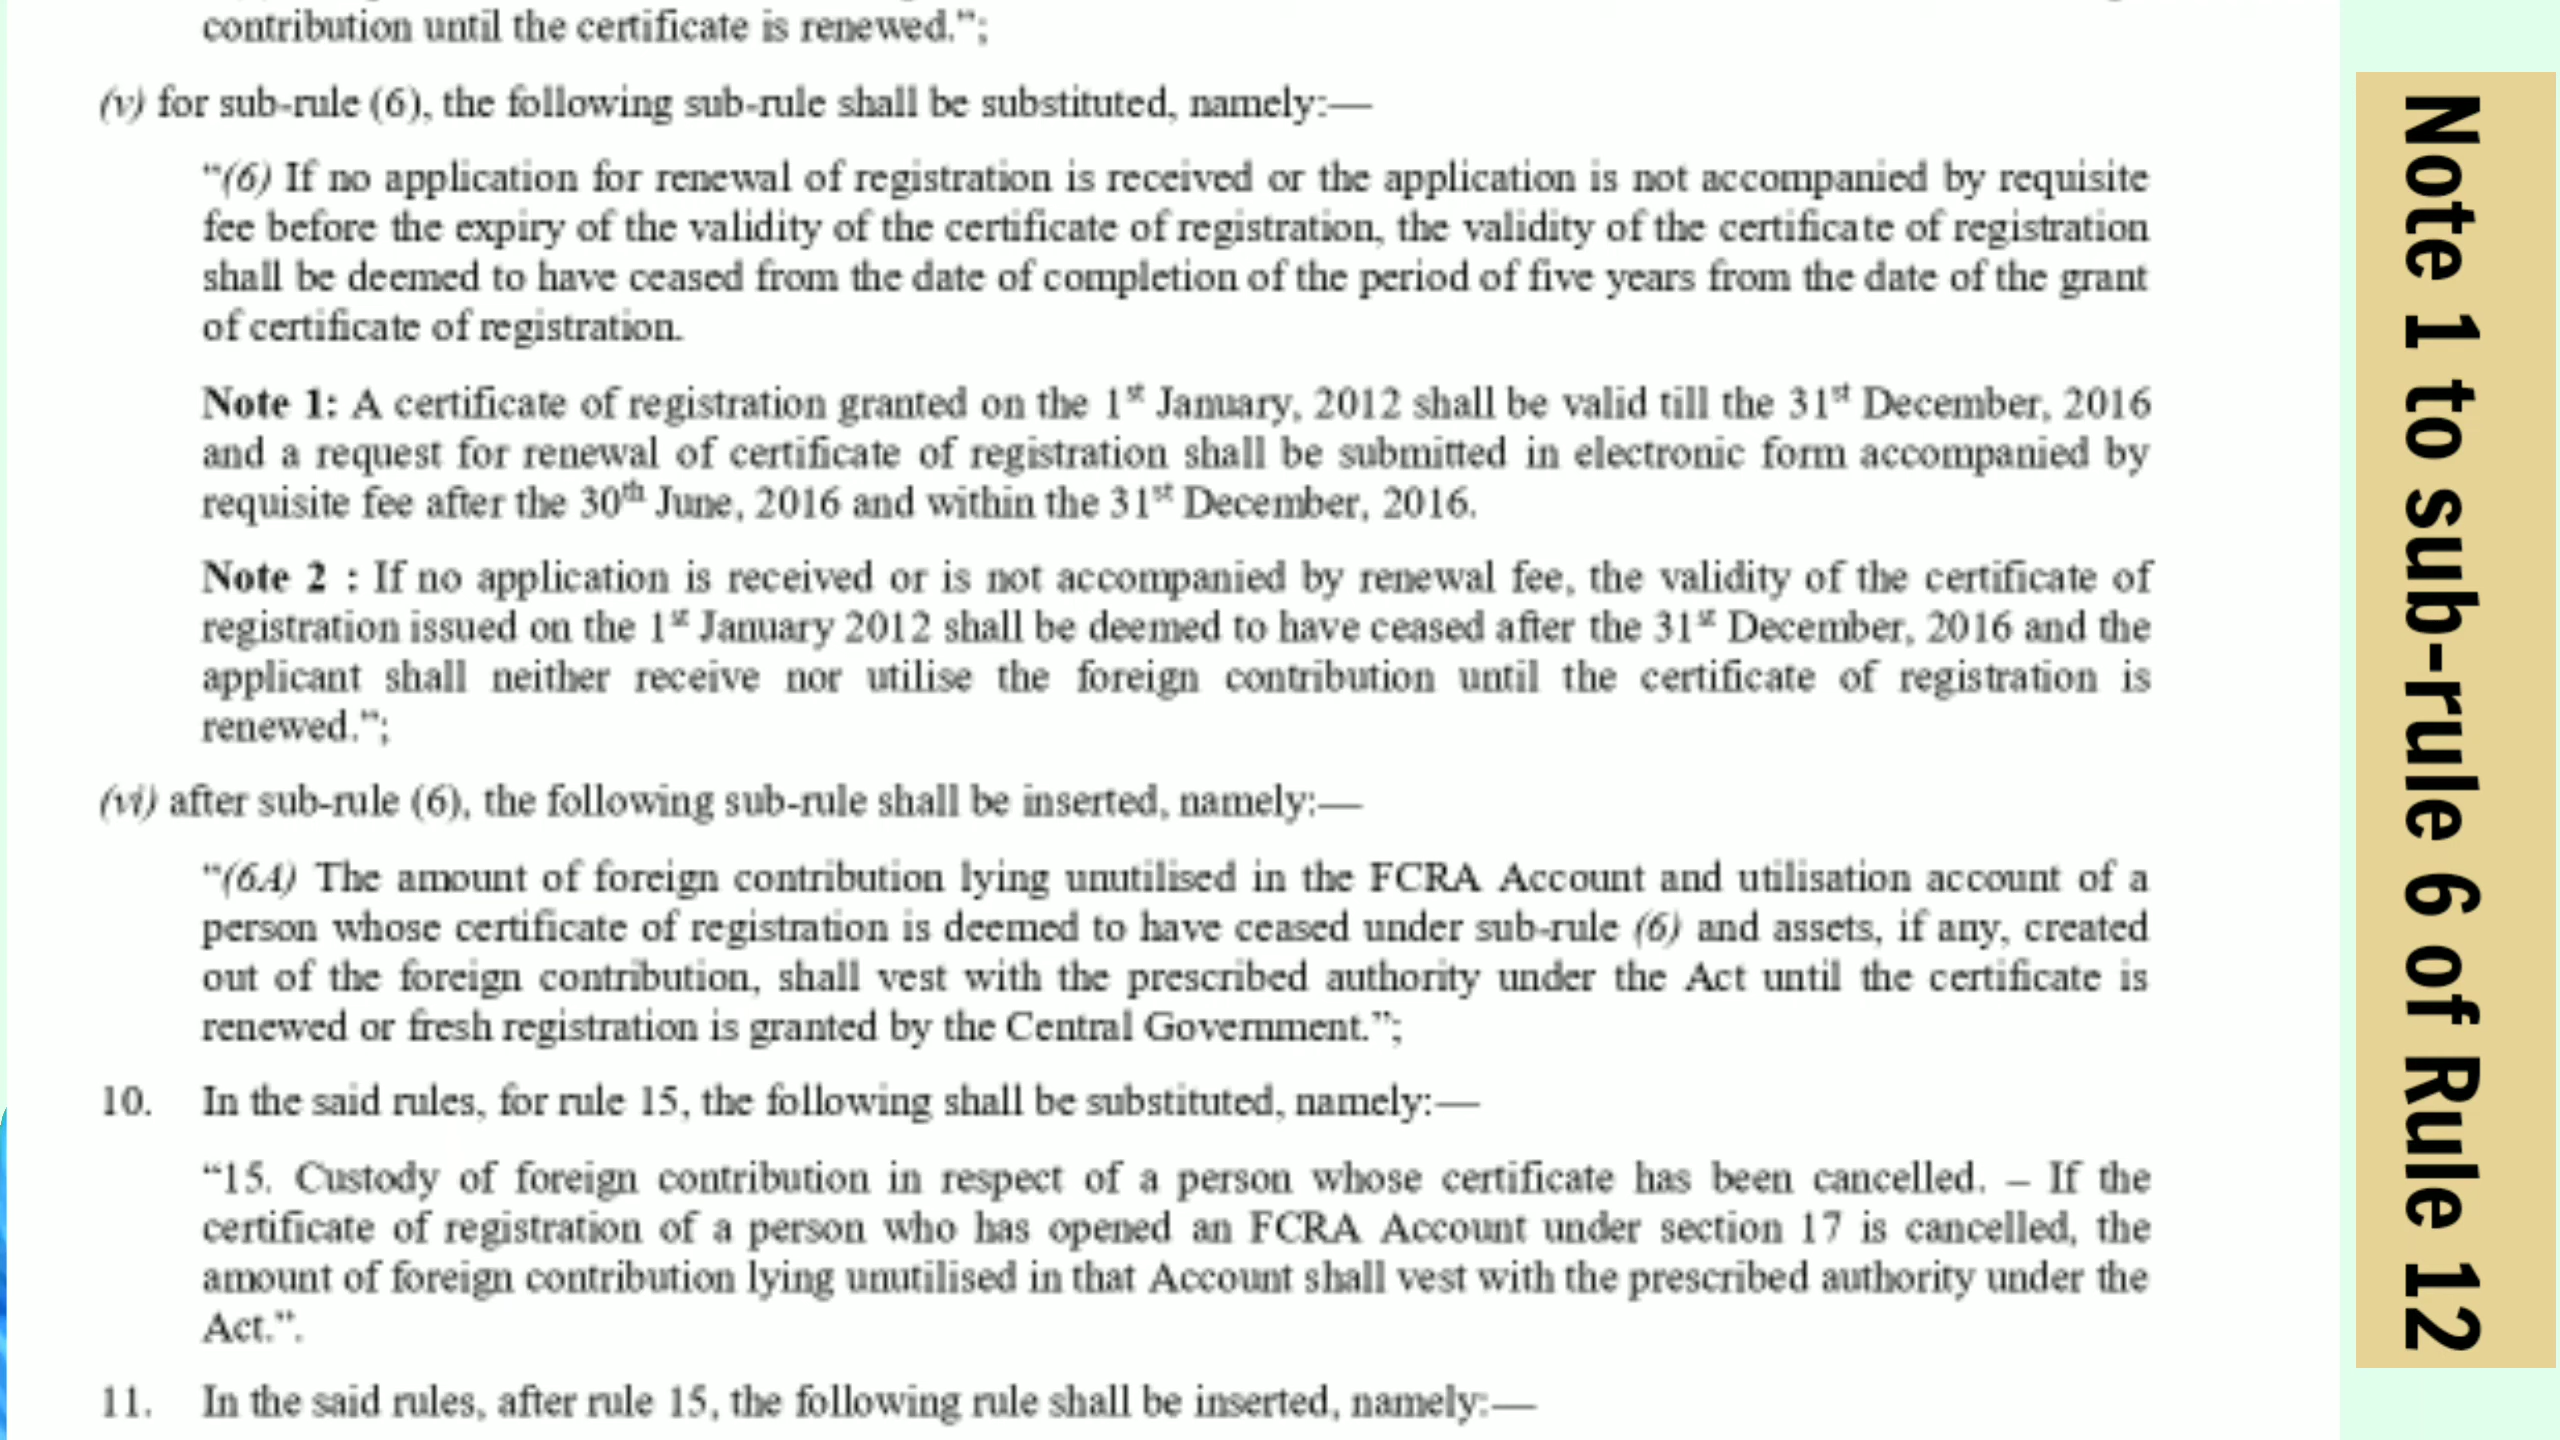 contribution until the certificate is renewed.”;
(v) for sub-rule (6), the following sub-rule shall be substituted, namely:—
“(6) If no application for renewal of registration is received or the application is not accompanied by requisite
fee before the expiry of the validity of the certificate of registration, the validity of the certificate of registration
shall be deemed to have ceased from the date of completion of the period of five years from the date of the grant
of certificate of registration.
Note 1: A certificate of registration granted on the 1st January, 2012 shall be valid till the 31st December, 2016
and a request for renewal of certificate of registration shall be submitted in electronic form accompanied by
requisite fee after the 30th June, 2016 and within the 31st December, 2016.
Note 2 : If no application is received or is not accompanied by renewal fee, the validity of the certificate of
registration issued on the 1st January 2012 shall be deemed to have ceased after the 31st December, 2016 and the
applicant shall neither receive nor utilise the foreign contribution until the certificate of registration is
renewed.”;
(vi) after sub-rule (6), the following sub-rule shall be inserted, namely:—
“(6A) The amount of foreign contribution lying unutilised in the FCRA Account and utilisation account of a
person whose certificate of registration is deemed to have ceased under sub-rule (6) and assets, if any, created
out of the foreign contribution, shall vest with the prescribed authority under the Act until the certificate is
renewed or fresh registration is granted by the Central Government.”;
10. In the said rules, for rule 15, the following shall be substituted, namely:—
“15. Custody of foreign contribution in respect of a person whose certificate has been cancelled. – If the
certificate of registration of a person who has opened an FCRA Account under section 17 is cancelled, the
amount of foreign contribution lying unutilised in that Account shall vest with the prescribed authority under the
Act.”.
11. In the said rules, after rule 15, the following rule shall be inserted, namely:—
Note 1 to sub-rule 6 of Rule 12